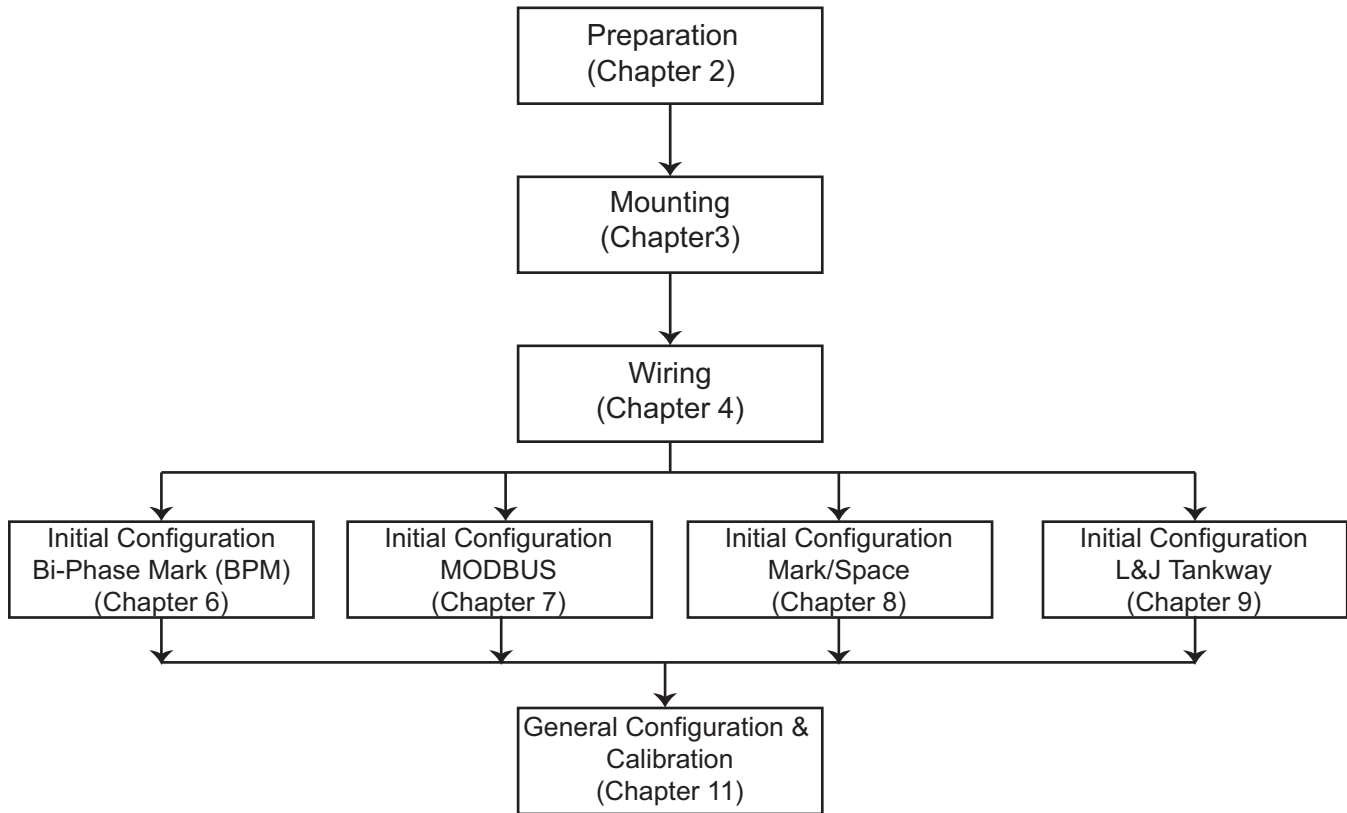 Preparation
(Chapter 2)
Mounting
(Chapter3)
Wiring
(Chapter 4)
Initial Configuration
Bi-Phase Mark (BPM)
(Chapter 6)
Initial Configuration
MODBUS
(Chapter 7)
Initial Configuration
Mark/Space
(Chapter 8)
Initial Configuration
L&J Tankway
(Chapter 9)
General Configuration &
Calibration
(Chapter 11)